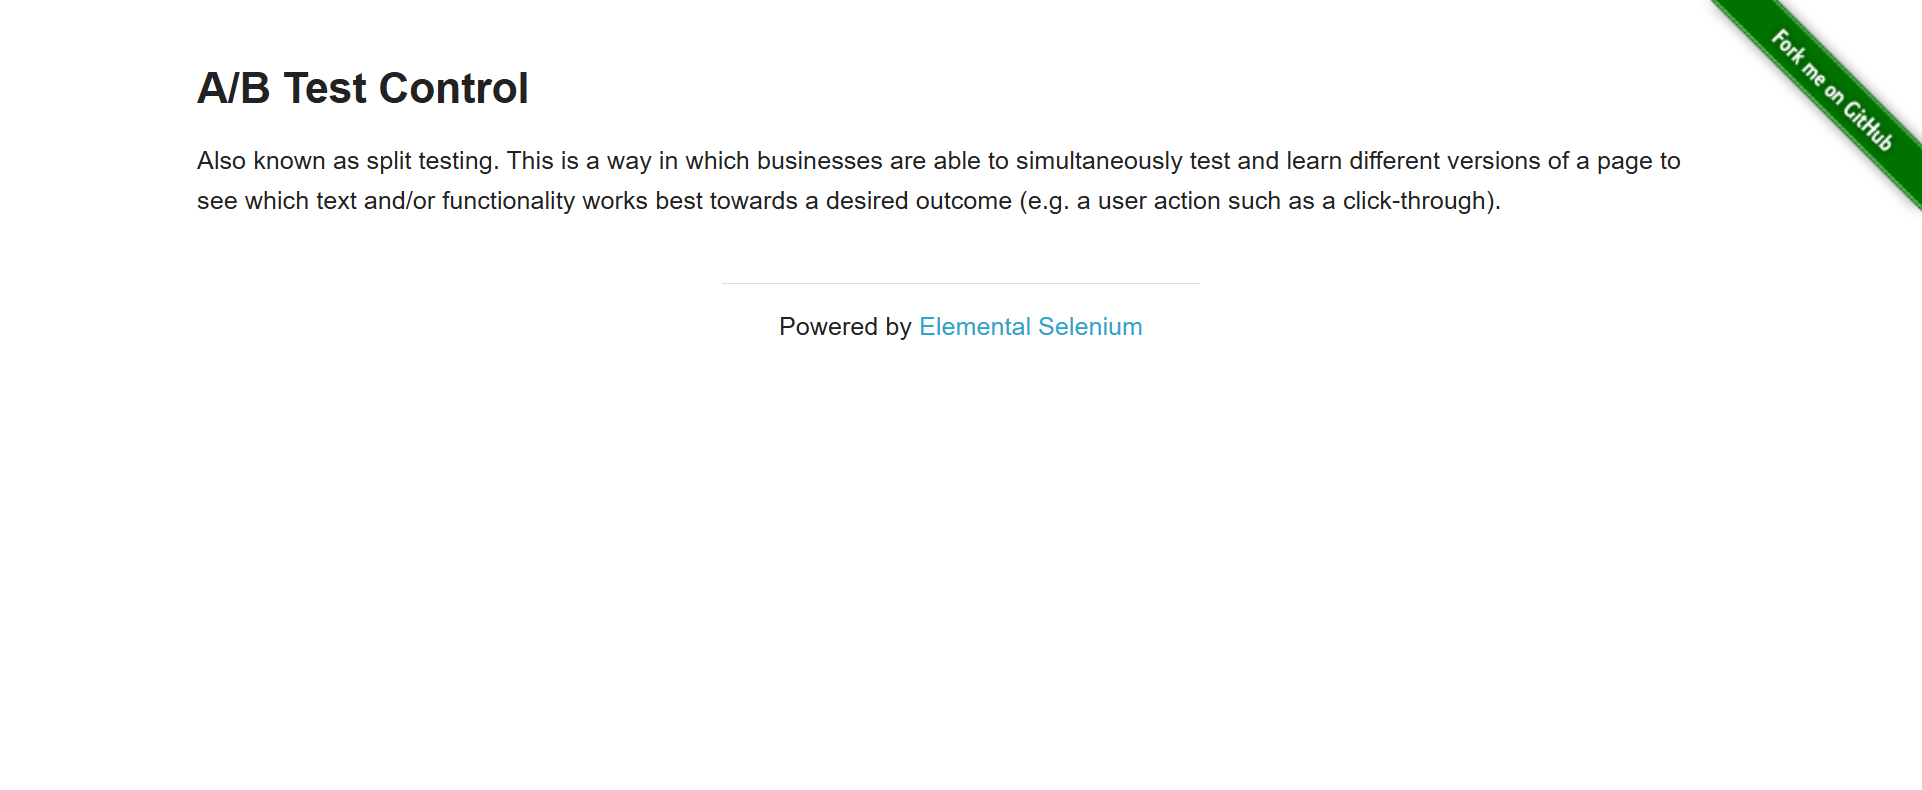 Fork me on GitHub
A/B Test Control
Also known as split testing. This is a way in which businesses are able to simultaneously test and learn different versions of a page to
see which text and/or functionality works best towards a desired outcome (e.g. a user action such as a click-through).
Powered by Elemental Selenium